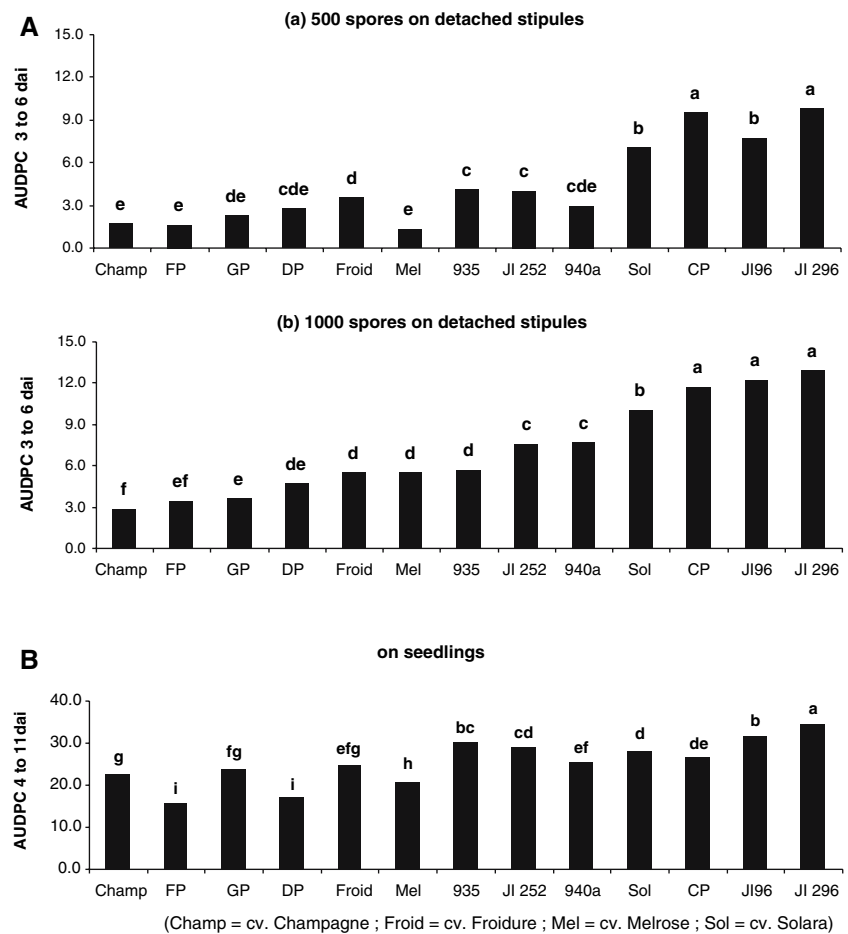 A
(a) 500 spores on detached stipules
AUDPC 3 to 6 dai
15.0
12.0
9.0
6.0
3.0
0.0
e e de cde d e c c cde b a b a
Champ FP GP DP Froid Mel 935 JI 252 940a Sol CP JI96 JI 296
(b) 1000 spores on detached stipules
AUDPC 3 to 6 dai
15.0
12.0
9.0
6.0
3.0
0.0
f ef e de d d d c c b a a a
Champ FP GP DP Froid Mel 935 JI 252 940a Sol CP JI96 JI 296
B
on seedlings
AUDPC 4 to 11 dai
40.0
30.0
20.0
10.0
0.0
g i fg i efg h bc cd ef d de b a
Champ FP GP DP Froid Mel 935 JI 252 940a Sol CP JI96 JI 296
(Champ = cv. Champagne ; Froid = cv. Froidure ; Mel = cv. Melrose ; Sol = cv. Solara)